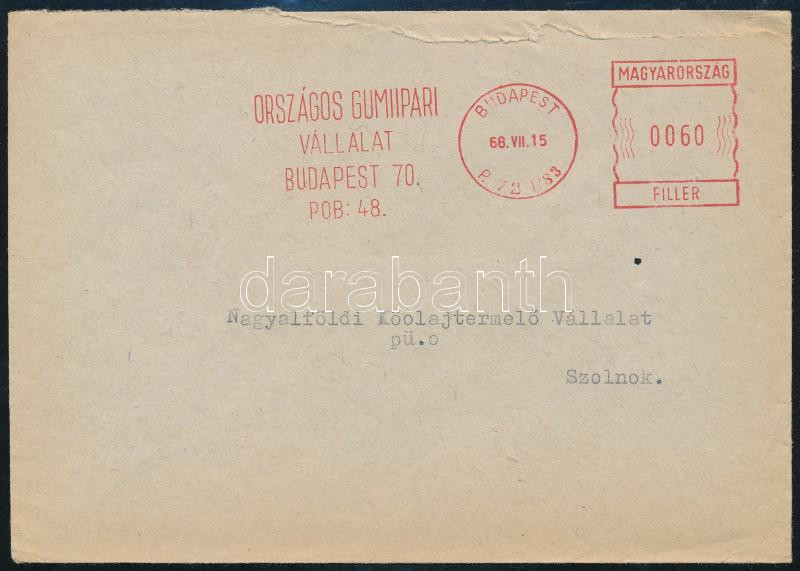 ORSZÁGOS GUMIIPARI
VÁLLALAT
BUDAPEST 70.
POB: 48.
BUDAPEST
68.VII.15
MAGYARORSZÁG
0060
FILLÉR
darabanth
Nagyalföldi Kőolajtermelő Vállalat
pü.o
Szolnok.